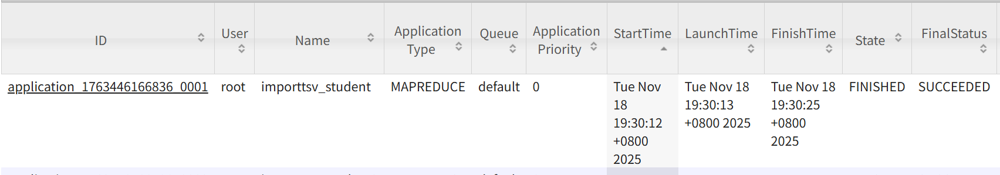 ID User Name Application Type Queue Application Priority StartTime LaunchTime FinishTime State FinalStatus
application_1763446166836_0001 root importtsv_student MAPREDUCE default 0 Tue Nov 18 19:30:12 +0800 2025 Tue Nov 18 19:30:13 +0800 2025 Tue Nov 18 19:30:25 +0800 2025 FINISHED SUCCEEDED